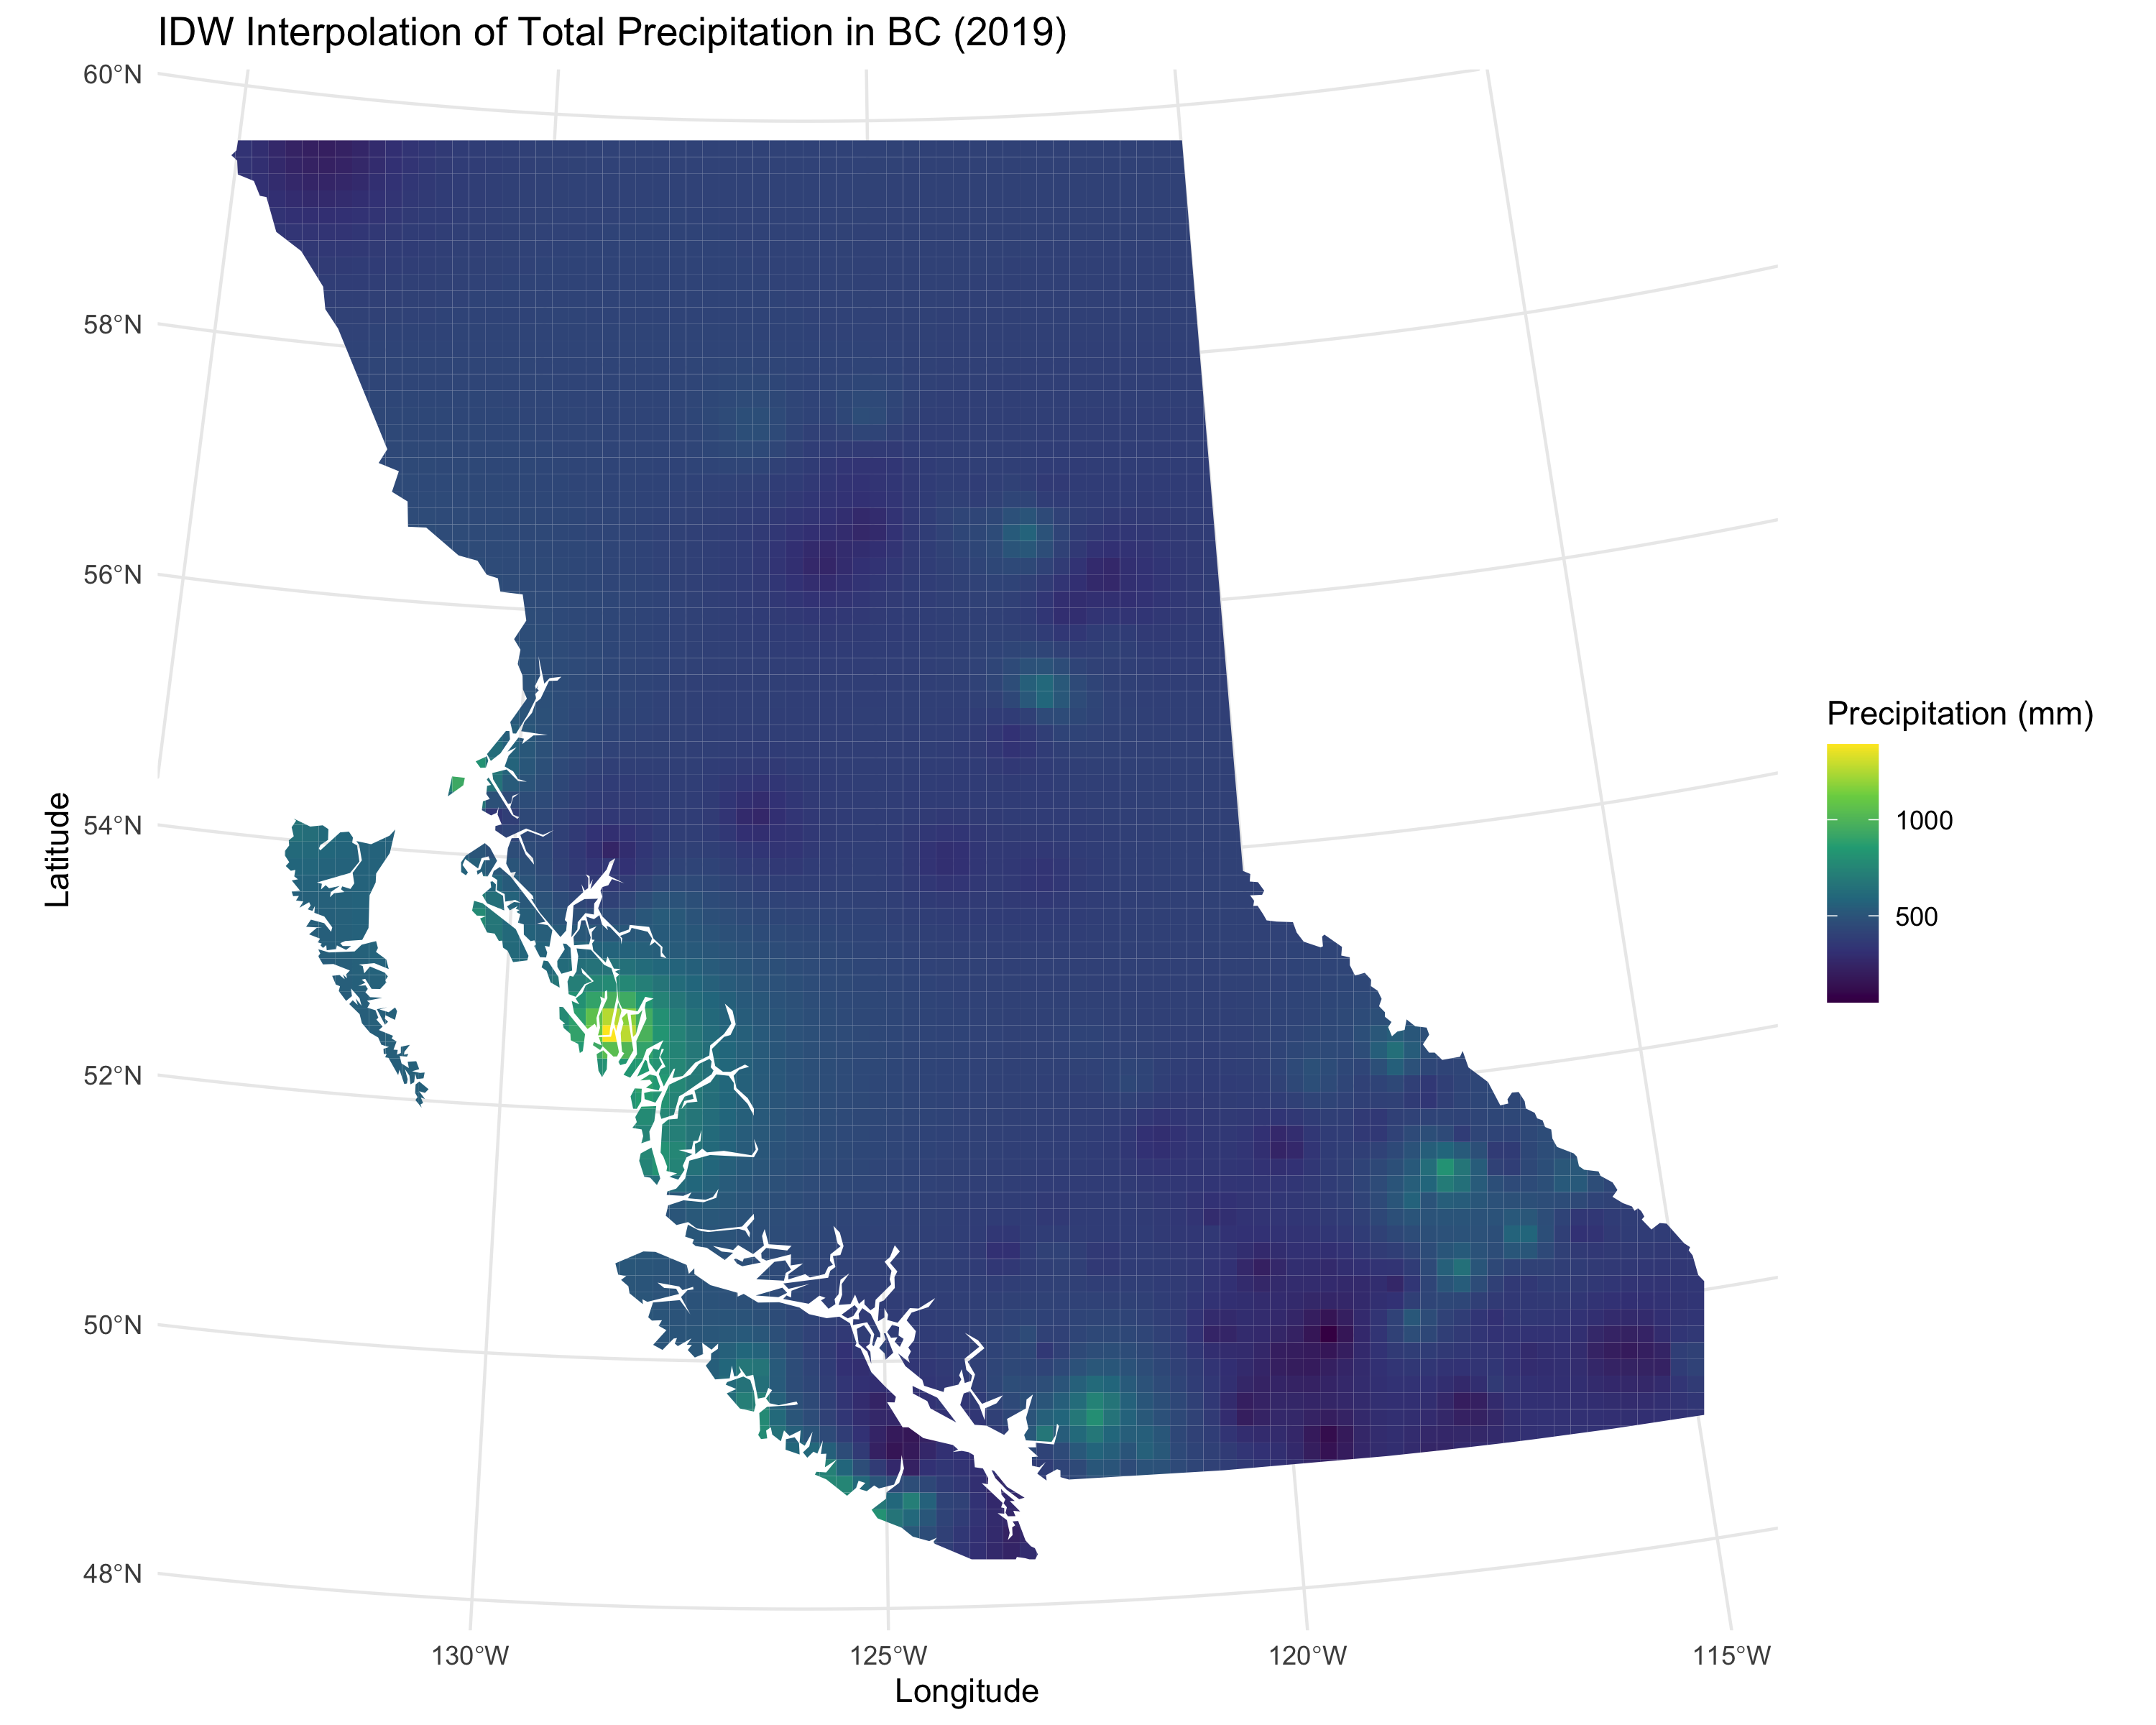 IDW Interpolation of Total Precipitation in BC (2019)
60°N
58°N
56°N
54°N
52°N
50°N
48°N
Latitude
130°W
125°W
120°W
115°W
Longitude
Precipitation (mm)
1000
500